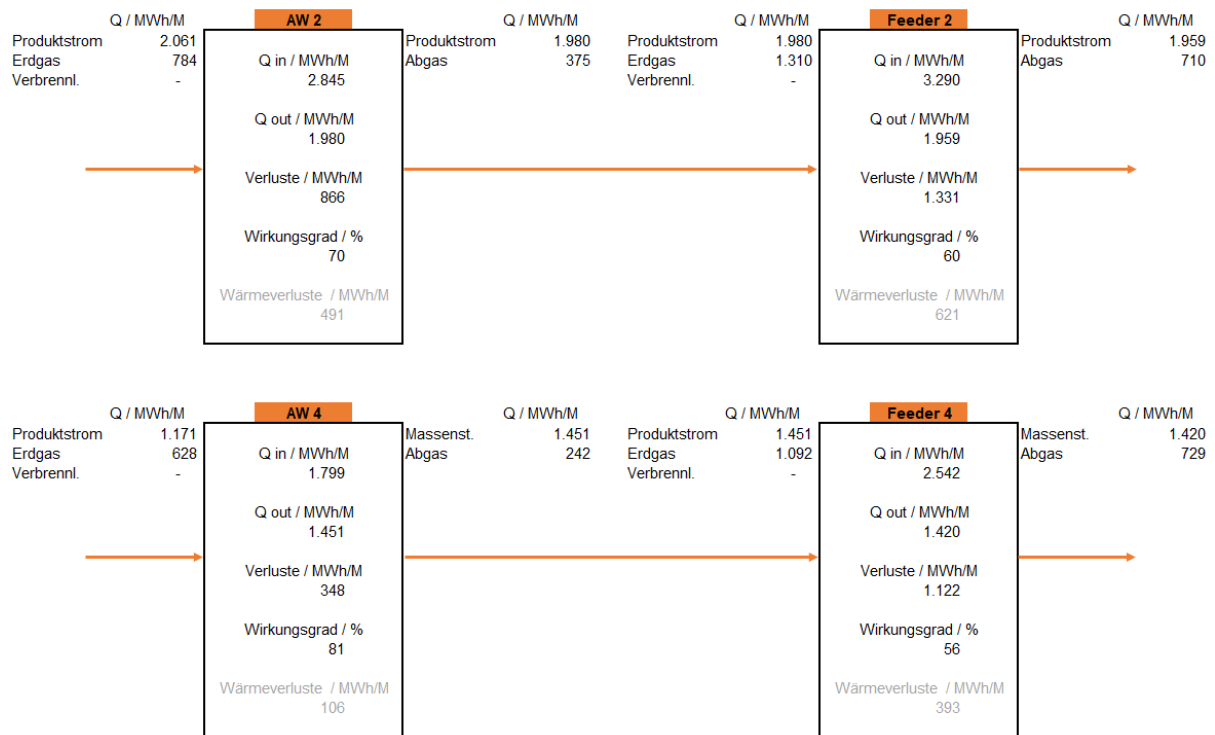 Q / MWh/M AW 2 Q / MWh/M Q / MWh/M Feeder 2 Q / MWh/M
Produktstrom 2.061 Produktstrom 1.980 Produktstrom 1.980 Produktstrom 1.959
Erdgas 784 Q in / MWh/M Abgas 375 Erdgas 1.310 Q in / MWh/M Abgas 710
Verbrennl. - 2.845 Verbrennl. - 3.290
Q out / MWh/M Q out / MWh/M
1.980 1.959
Verluste / MWh/M Verluste / MWh/M
866 1.331
Wirkungsgrad / % Wirkungsgrad / %
70 60
Wärmeverluste / MWh/M Wärmeverluste / MWh/M
491 621
Q / MWh/M AW 4 Q / MWh/M Q / MWh/M Feeder 4 Q / MWh/M
Produktstrom 1.171 Massenst. 1.451 Produktstrom 1.451 Massenst. 1.420
Erdgas 628 Q in / MWh/M Abgas 242 Erdgas 1.092 Q in / MWh/M Abgas 729
Verbrennl. - 1.799 Verbrennl. - 2.542
Q out / MWh/M Q out / MWh/M
1.451 1.420
Verluste / MWh/M Verluste / MWh/M
348 1.122
Wirkungsgrad / % Wirkungsgrad / %
81 56
Wärmeverluste / MWh/M Wärmeverluste / MWh/M
106 393